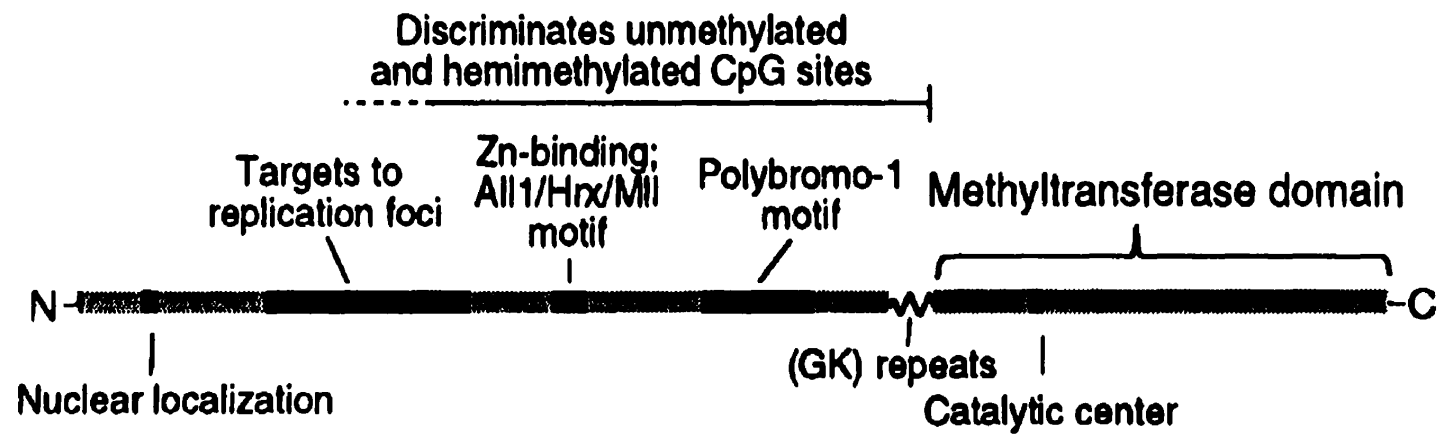 Discriminates unmethylated
and hemimethylated CpG sites
Targets to
replication foci
Zn-binding;
All1/Hrx/Mll
motif
Polybromo-1
motif
Methyltransferase domain
N
C
Nuclear localization
(GK) repeats
Catalytic center